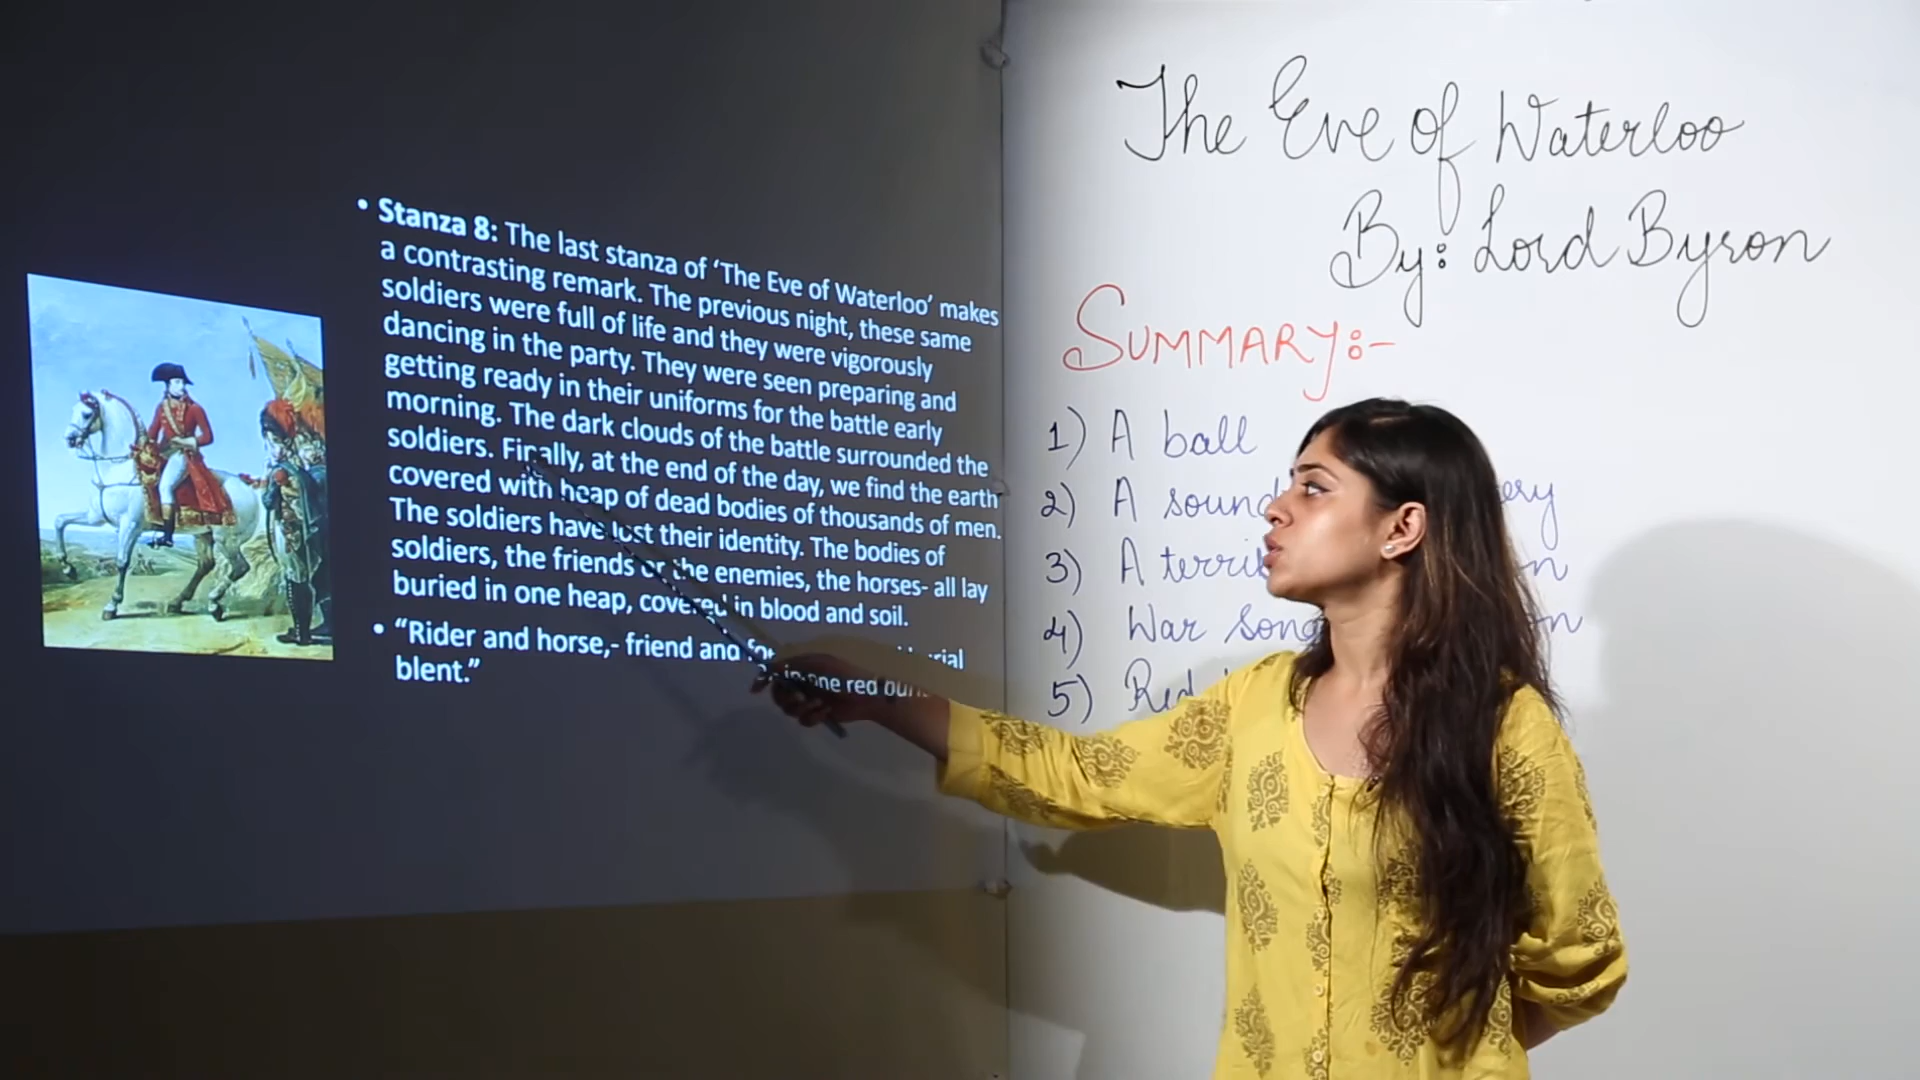 • Stanza 8: The last stanza of ‘The Eve of Waterloo’ makes
a contrasting remark. The previous night, these same
soldiers were full of life and they were vigorously
dancing in the party. They were seen preparing and
getting ready in their uniforms for the battle early
morning. The dark clouds of the battle surrounded the
soldiers. Finally, at the end of the day, we find the earth
covered with heap of dead bodies of thousands of men.
The soldiers have lost their identity. The bodies of
soldiers, the friends or the enemies, the horses- all lay
buried in one heap, covered in blood and soil.
• “Rider and horse,- friend and in one red
blent.”
The Eve of Waterloo
By: Lord Byron
SUMMARY:-
1) A ball
2) A sound
3) A
4) War
5)